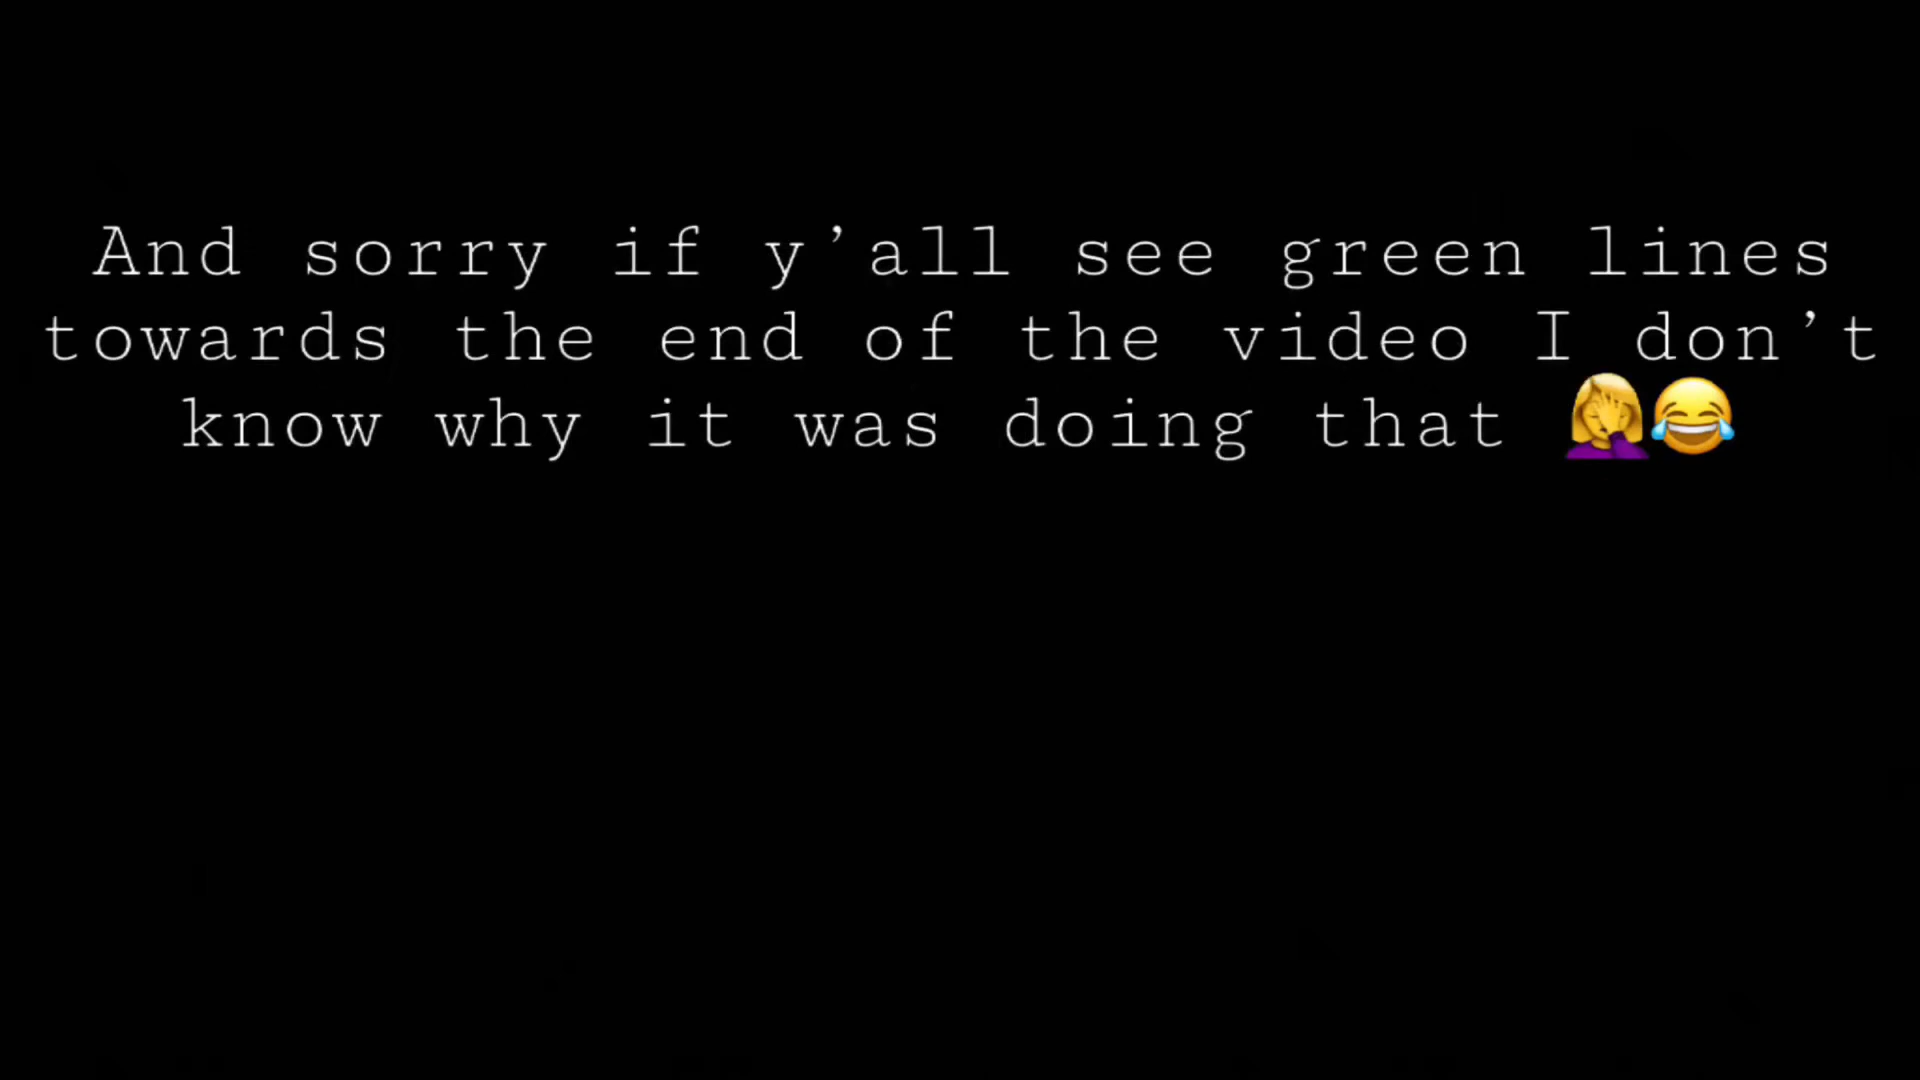 And sorry if y’all see green lines
towards the end of the video I don’t
know why it was doing that 🤦‍♀️😂